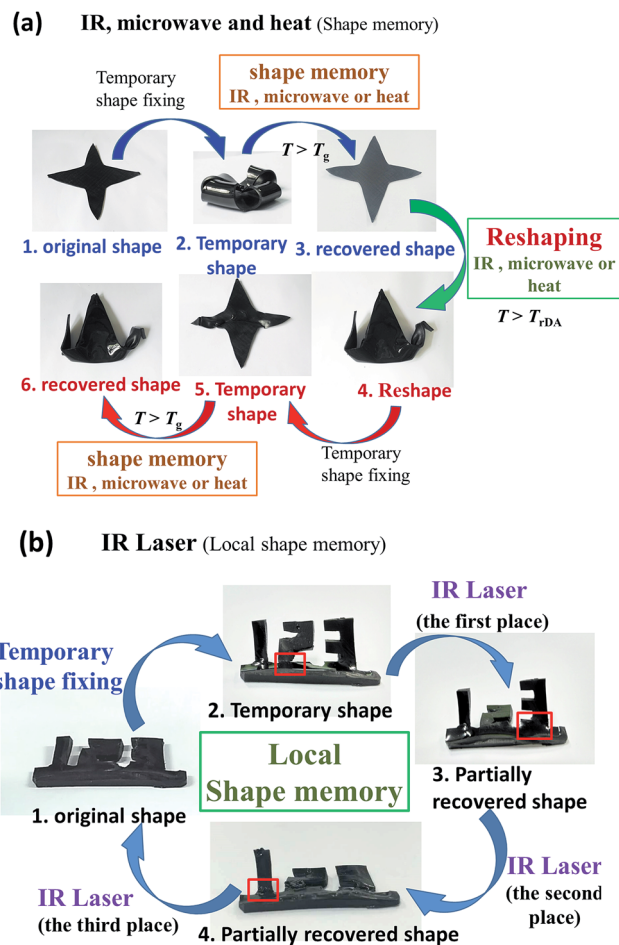 (a) IR, microwave and heat (Shape memory)
Temporary
shape fixing
shape memory
IR , microwave or heat
T > Tg
1. original shape
2. Temporary
shape
3. recovered shape
Reshaping
IR , microwave or
heat
T > TrDA
6. recovered shape
5. Temporary
shape
4. Reshape
T > Tg
shape memory
IR , microwave or heat
Temporary
shape fixing
(b) IR Laser (Local shape memory)
IR Laser
(the first place)
Temporary
shape fixing
2. Temporary shape
Local
Shape memory
3. Partially
recovered shape
1. original shape
IR Laser
(the third place)
IR Laser
(the second
place)
4. Partially recovered shape